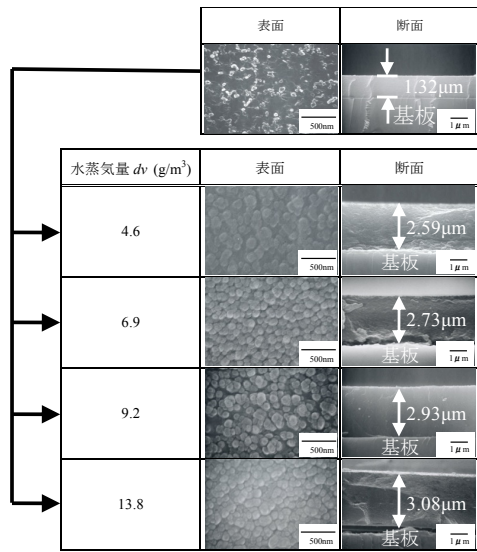 表面 断面
1.32μm
基板
500nm 1μm
水蒸気量 dv (g/m³) 表面 断面
4.6 2.59μm
基板
500nm 1μm
6.9 2.73μm
基板
500nm 1μm
9.2 2.93μm
基板
500nm 1μm
13.8 3.08μm
基板
500nm 1μm